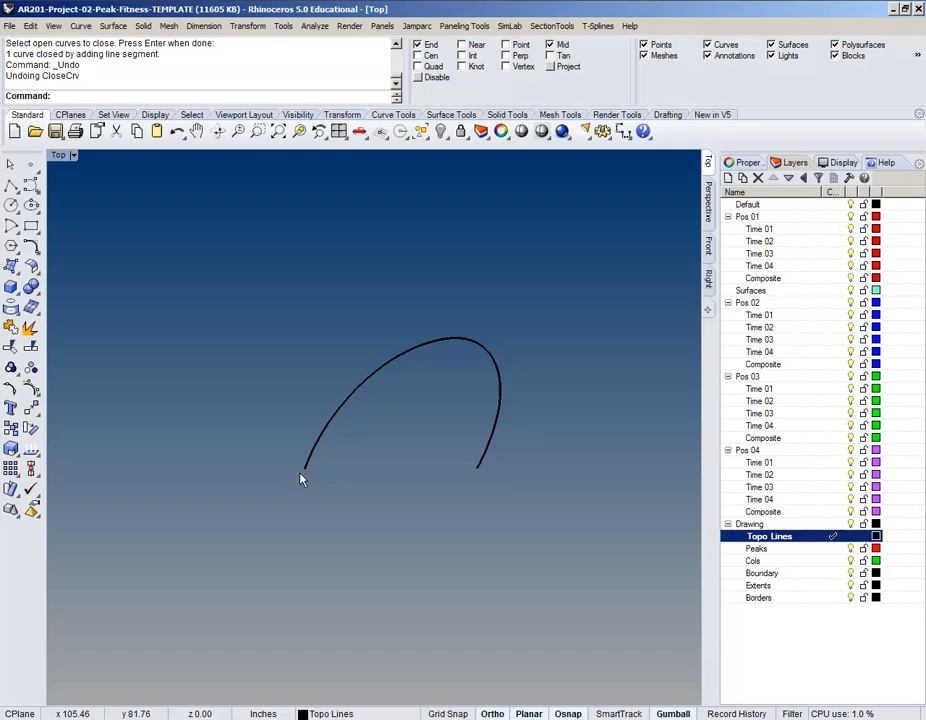 AR201-Project-02-Peak-Fitness-TEMPLATE (11605 KB) - Rhinoceros 5.0 Educational - [Top]
File Edit View Curve Surface Solid Mesh Dimension Transform Tools Analyze Render Panels Jamparc Paneling Tools SimLab SectionTools T-Splines Help
Select open curves to close. Press Enter when done:
1 curve closed by adding line segment.
Command: _Undo
Undoing CloseCrv
Command:
End Near Point Mid
Cen Int Perp Tan
Quad Knot Vertex Project
Disable
Points Curves Surfaces Polysurfaces
Meshes Annotations Lights Blocks
Standard CPlanes Set View Display Select Viewport Layout Visibility Transform Curve Tools Surface Tools Solid Tools Mesh Tools Render Tools Drafting New in V5
Top
Top
Perspective
Front
Right
Proper... Layers Display Help
Name C...
Default
Pos 01
Time 01
Time 02
Time 03
Time 04
Composite
Surfaces
Pos 02
Time 01
Time 02
Time 03
Time 04
Composite
Pos 03
Time 01
Time 02
Time 03
Time 04
Composite
Pos 04
Time 01
Time 02
Time 03
Time 04
Composite
Drawing
Topo Lines
Peaks
Cols
Boundary
Extents
Borders
CPlane x 105.46 y 81.76 z 0.00 Inches Topo Lines Grid Snap Ortho Planar Osnap SmartTrack Gumball Record History Filter CPU use: 1.0 %